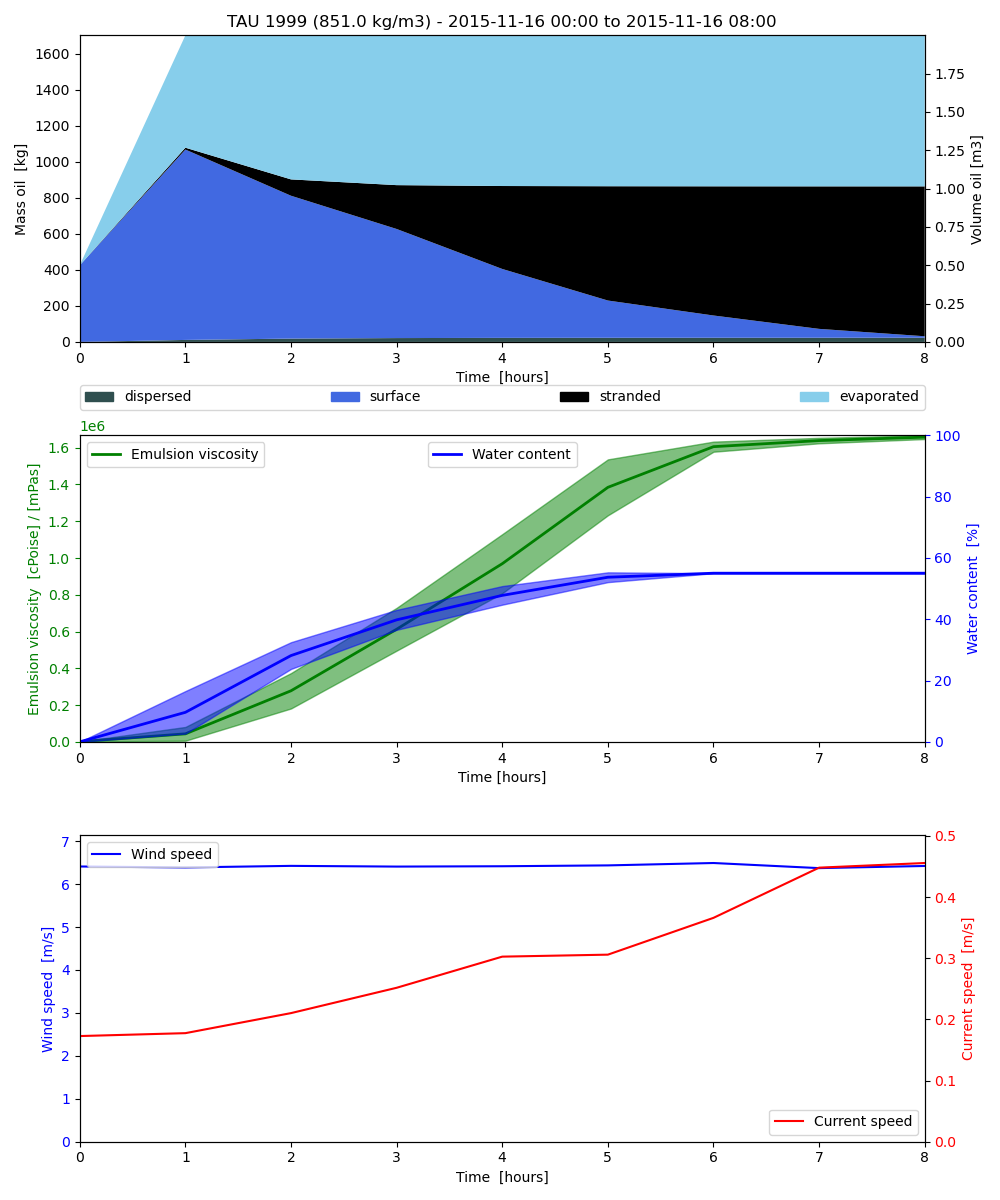 TAU 1999 (851.0 kg/m3) - 2015-11-16 00:00 to 2015-11-16 08:00
Mass oil [kg]
1600
1400
1200
1000
800
600
400
200
0
Volume oil [m3]
1.75
1.50
1.25
1.00
0.75
0.50
0.25
0.00
0 1 2 3 4 5 6 7 8
Time [hours]
dispersed surface stranded evaporated
1e6
Emulsion viscosity [cPoise] / [mPas]
1.6
1.4
1.2
1.0
0.8
0.6
0.4
0.2
0.0
Emulsion viscosity
Water content
Water content [%]
100
80
60
40
20
0
0 1 2 3 4 5 6 7 8
Time [hours]
Wind speed [m/s]
7
6
5
4
3
2
1
0
Wind speed
Current speed [m/s]
0.5
0.4
0.3
0.2
0.1
0.0
Current speed
0 1 2 3 4 5 6 7 8
Time [hours]